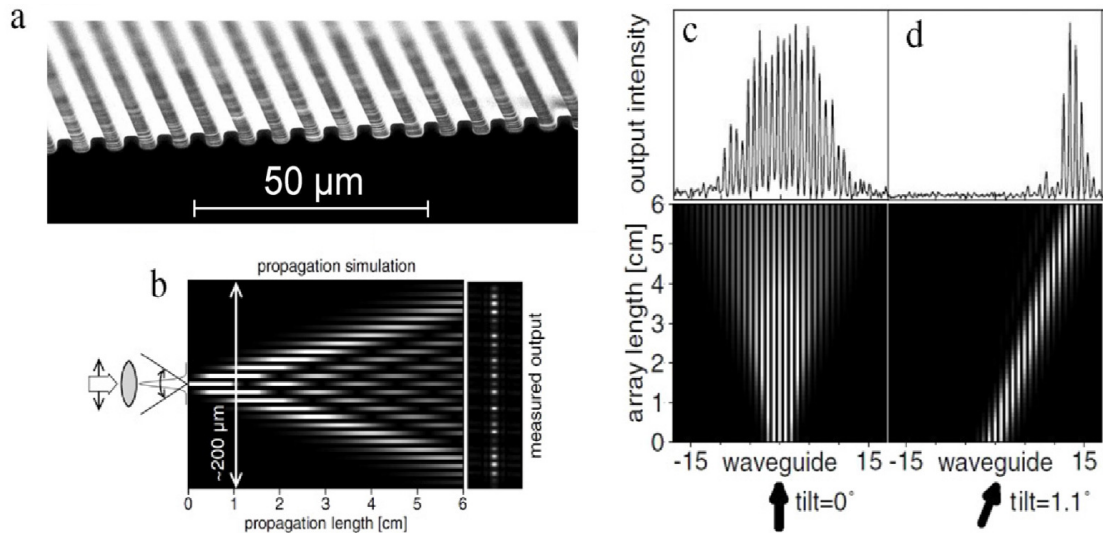 a
50 μm
b
propagation simulation
~200 μm
measured output
0 1 2 3 4 5 6
propagation length [cm]
c
d
output intensity
array length [cm]
6
5
4
3
2
1
0
-15 waveguide 15
-15 waveguide 15
tilt=0°
tilt=1.1°